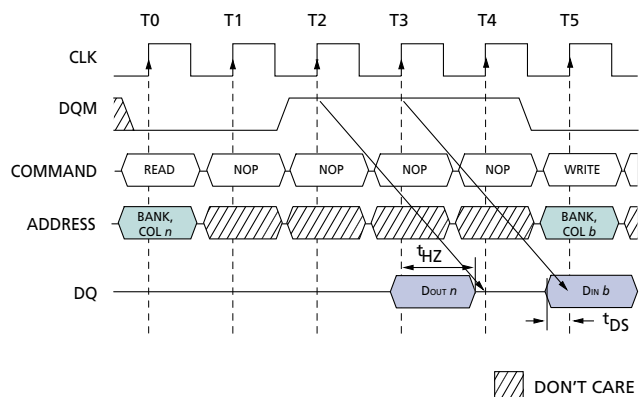 T0 T1 T2 T3 T4 T5
CLK
DQM
COMMAND READ NOP NOP NOP NOP WRITE
ADDRESS BANK, COL n BANK, COL b
tHZ
DQ DOUT n DIN b
tDS
DON'T CARE